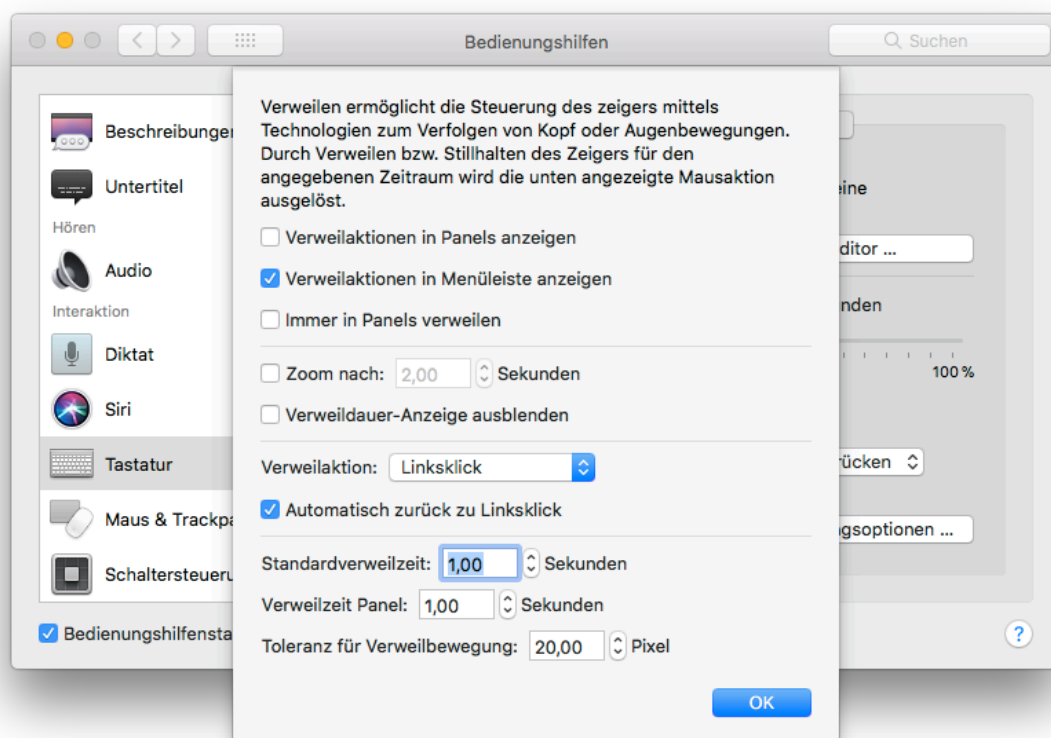 Bedienungshilfen
Suchen
Beschreibungen
Untertitel
Hören
Audio
Interaktion
Diktat
Siri
Tastatur
Maus & Trackpa
Schaltersteueru
Bedienungshilfensta
Verweilen ermöglicht die Steuerung des zeigers mittels
Technologien zum Verfolgen von Kopf oder Augenbewegungen.
Durch Verweilen bzw. Stillhalten des Zeigers für den
angegebenen Zeitraum wird die unten angezeigte Mausaktion
ausgelöst.
Verweilaktionen in Panels anzeigen
Verweilaktionen in Menüleiste anzeigen
Immer in Panels verweilen
Zoom nach: 2,00 Sekunden
Verweildauer-Anzeige ausblenden
Verweilaktion: Linksklick
Automatisch zurück zu Linksklick
Standardverweilzeit: 1,00 Sekunden
Verweilzeit Panel: 1,00 Sekunden
Toleranz für Verweilbewegung: 20,00 Pixel
OK
eine
ditor ...
nden
100 %
rücken
gsoptionen ...
?